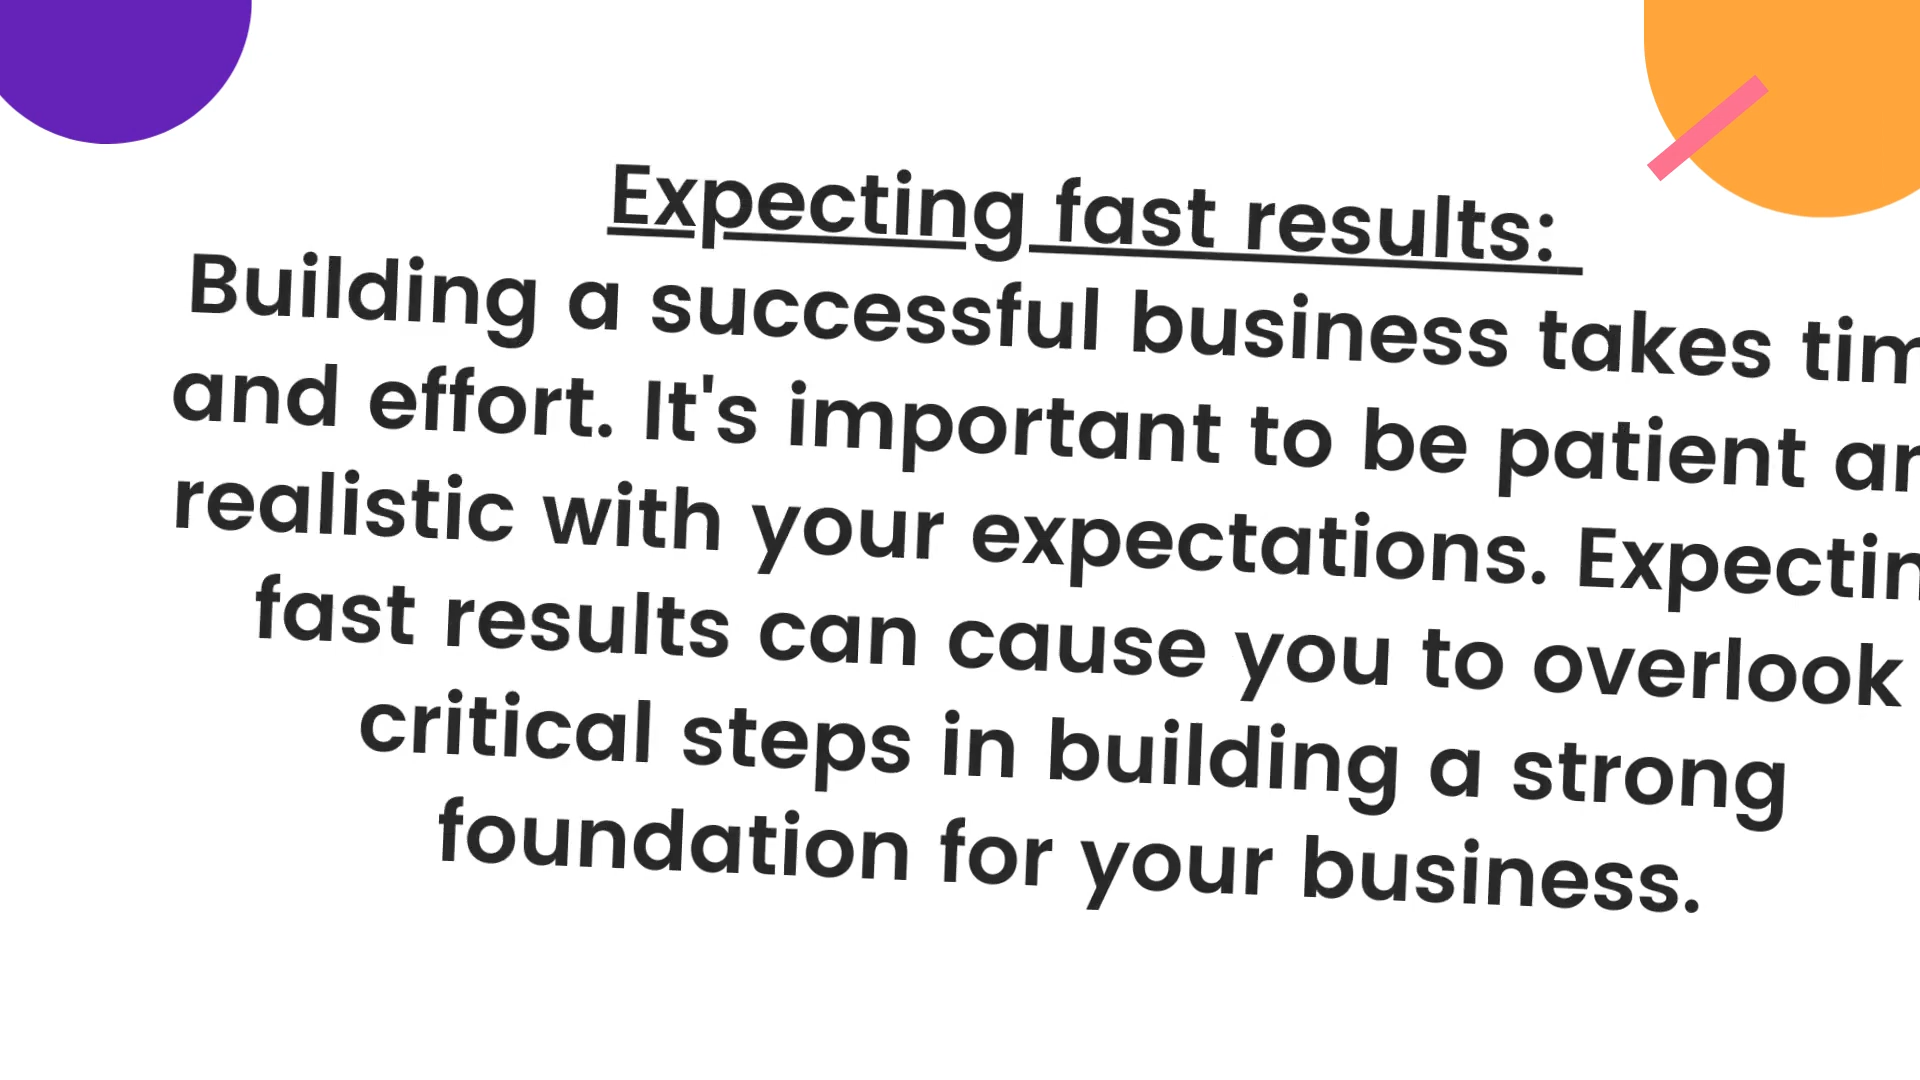 Expecting fast results:
Building a successful business takes tim
and effort. It's important to be patient an
realistic with your expectations. Expectin
fast results can cause you to overlook
critical steps in building a strong
foundation for your business.